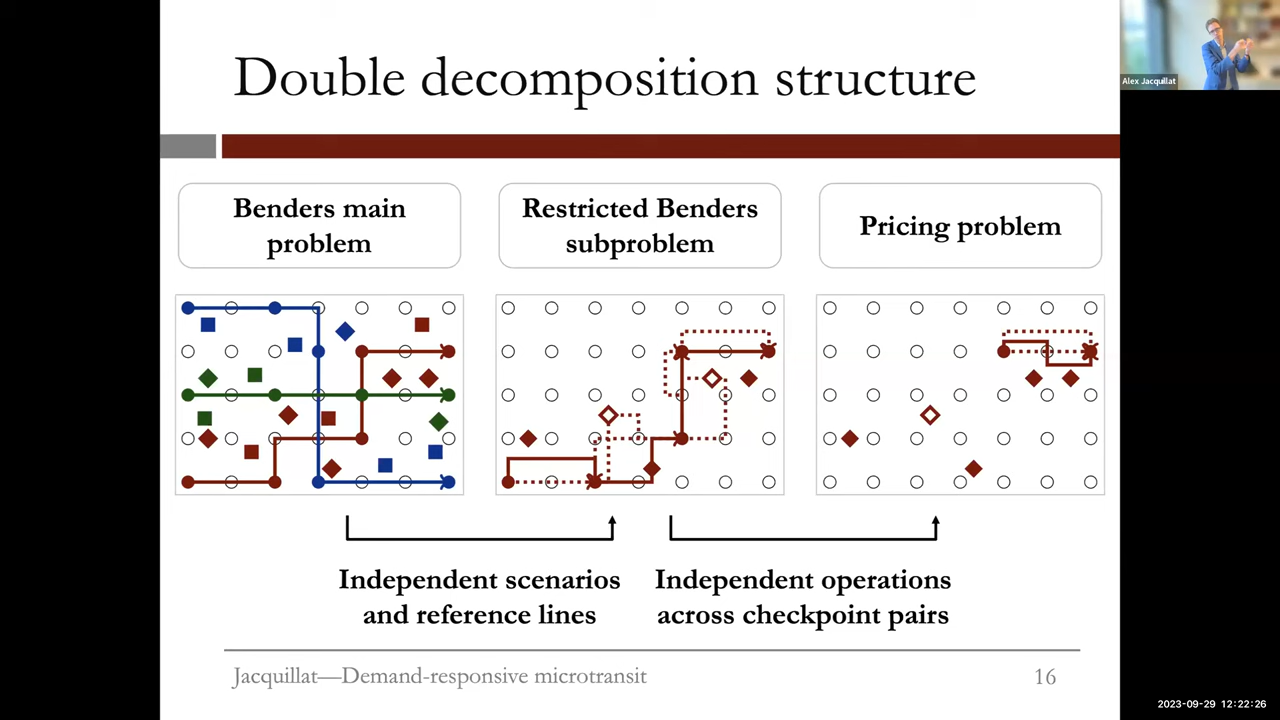 Double decomposition structure
Alex Jacquillat
Benders main
problem
Restricted Benders
subproblem
Pricing problem
Independent scenarios
and reference lines
Independent operations
across checkpoint pairs
Jacquillat—Demand-responsive microtransit
16
2023-09-29 12:22:26